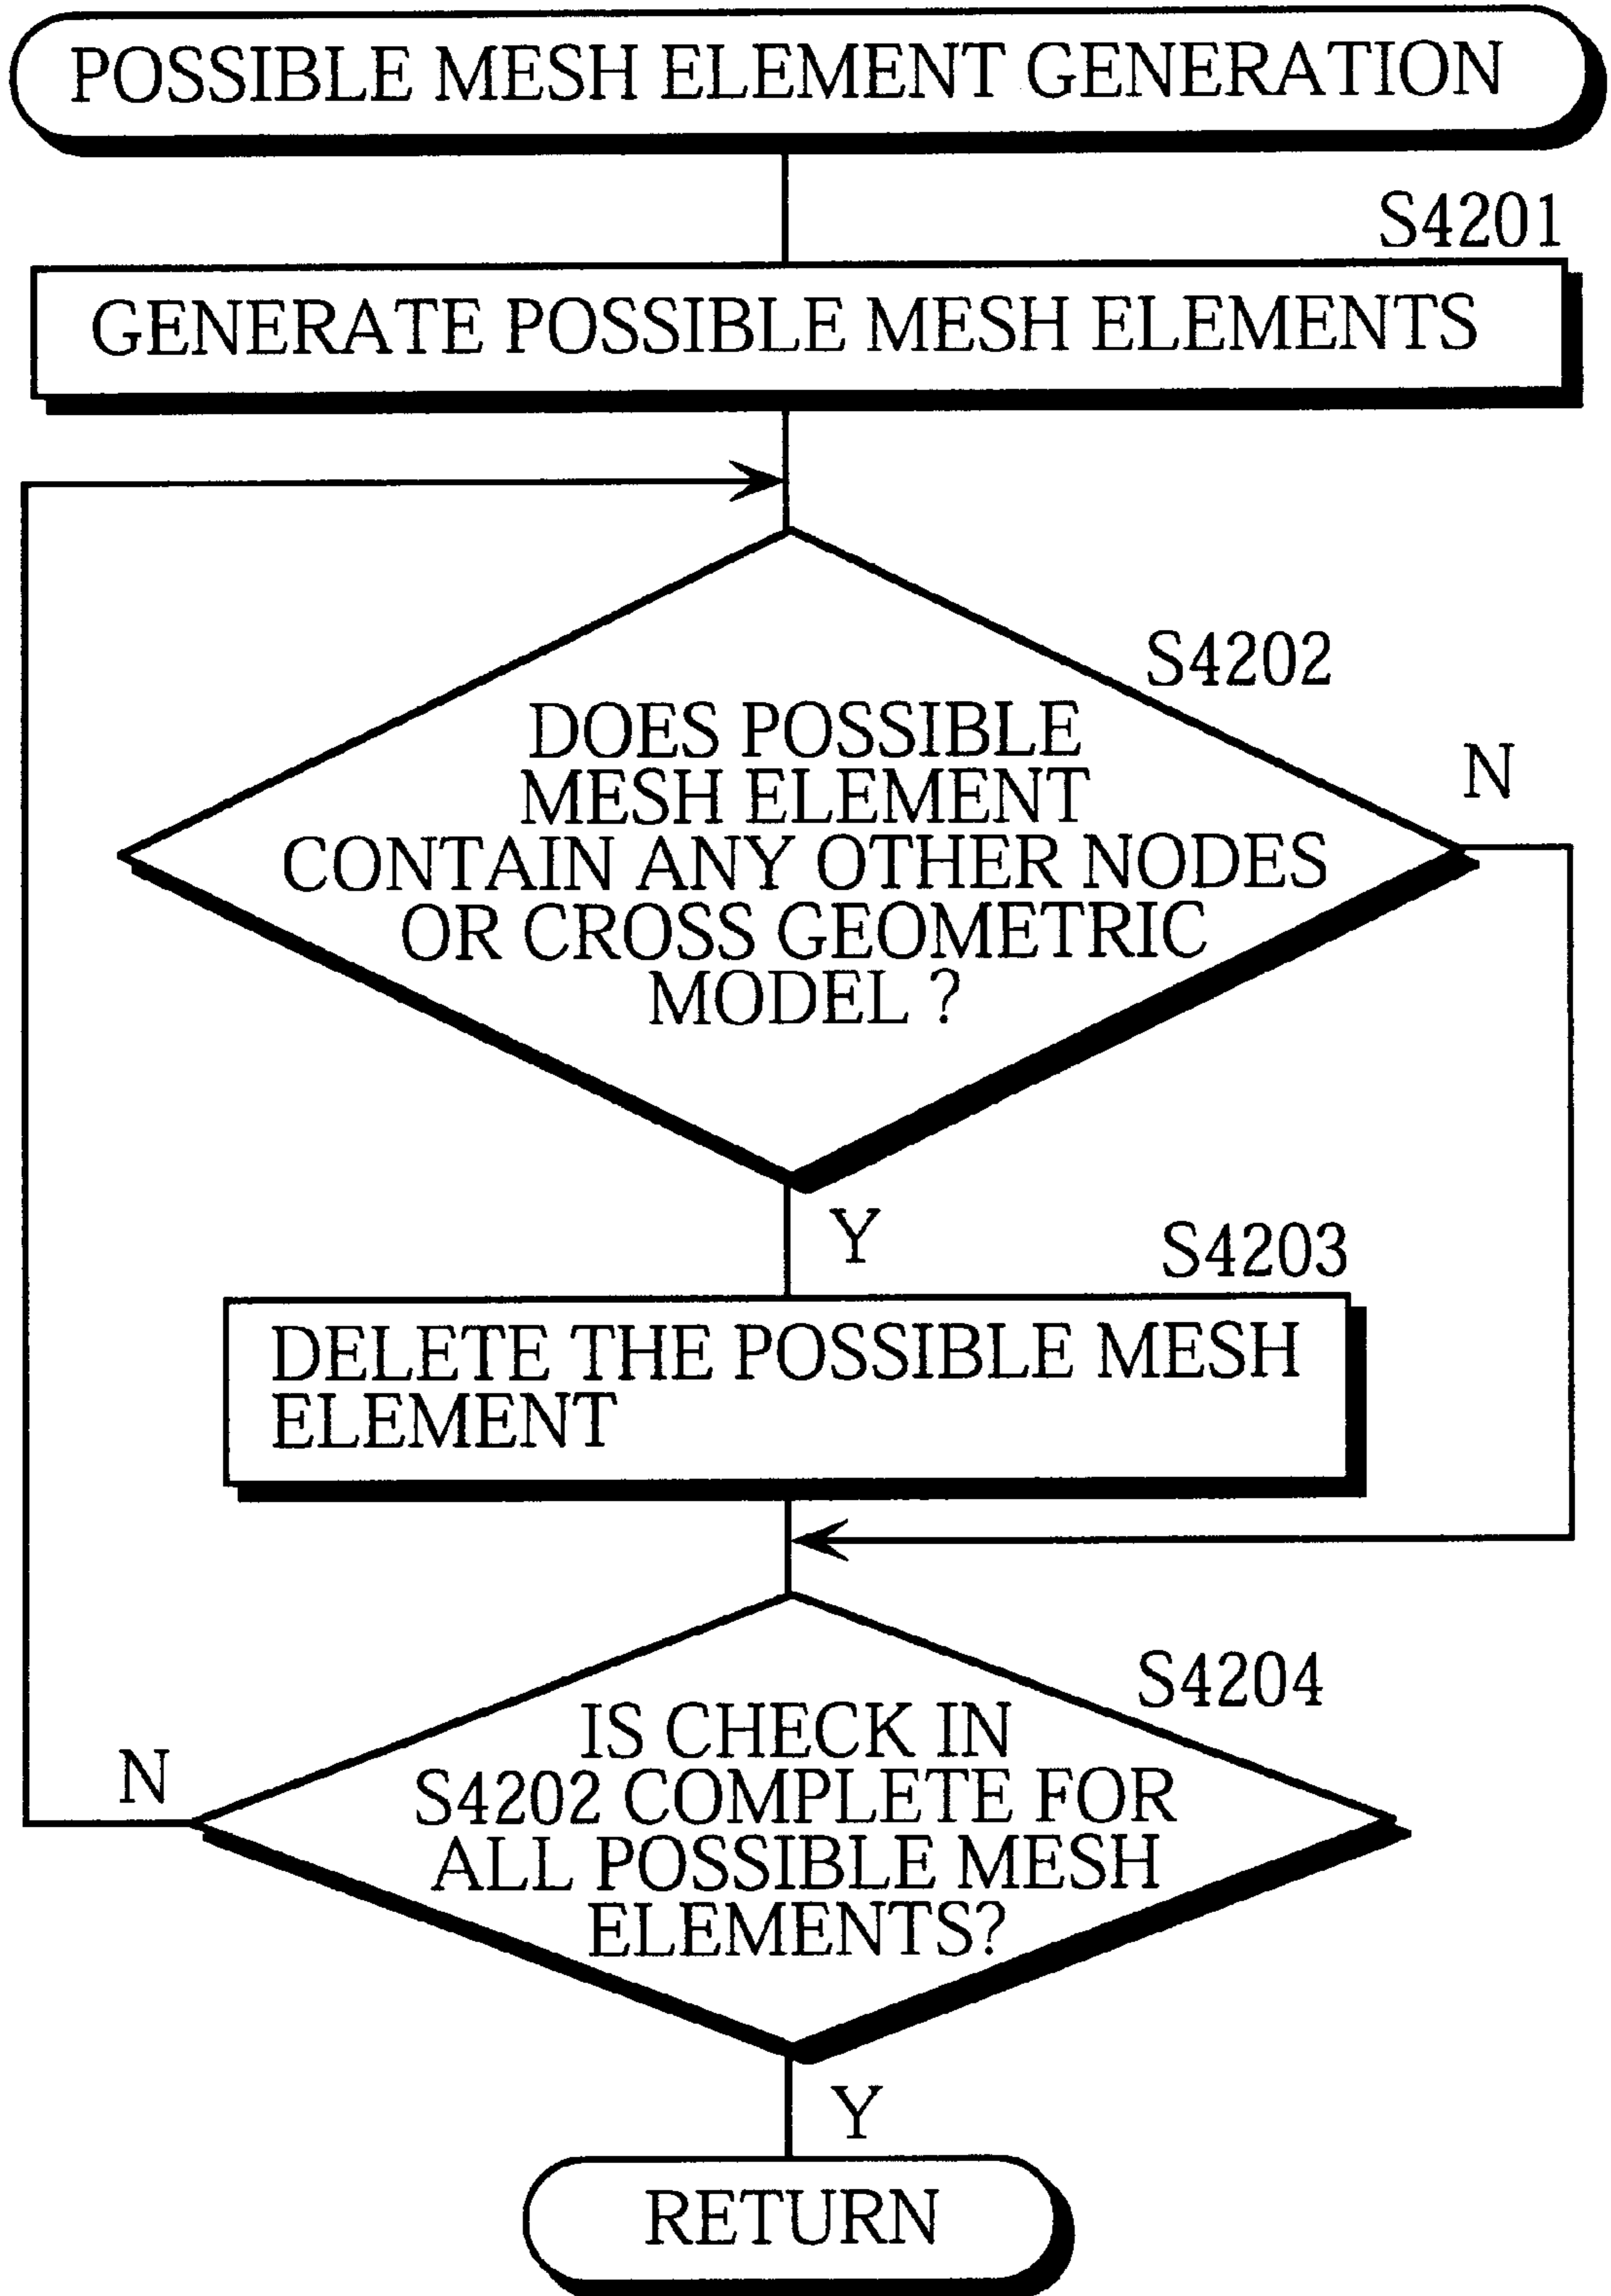 POSSIBLE MESH ELEMENT GENERATION
S4201
GENERATE POSSIBLE MESH ELEMENTS
S4202
DOES POSSIBLE
MESH ELEMENT
CONTAIN ANY OTHER NODES
OR CROSS GEOMETRIC
MODEL ?
N
Y
S4203
DELETE THE POSSIBLE MESH
ELEMENT
S4204
IS CHECK IN
S4202 COMPLETE FOR
ALL POSSIBLE MESH
ELEMENTS?
N
Y
RETURN